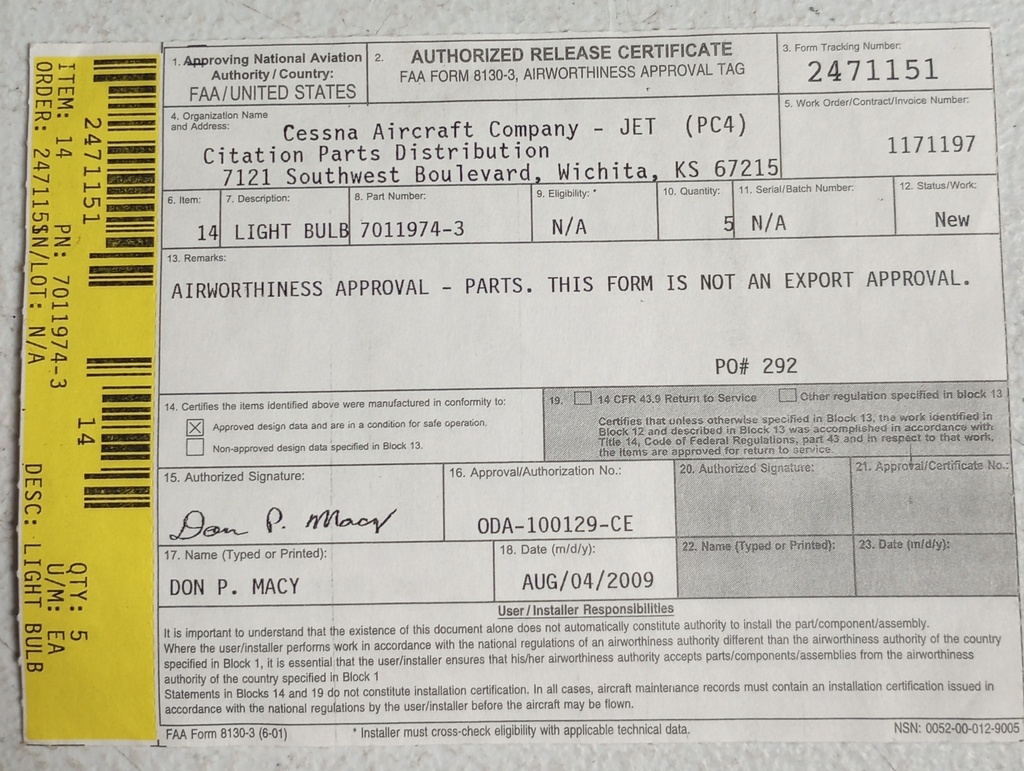 ITEM: 14 PN: 7011974-3
ORDER: 2471151
SN/LOT: N/A
2471151
14
QTY: 5
U/M: EA
DESC: LIGHT BULB
1. Approving National Aviation
Authority / Country:
FAA/UNITED STATES
2.
AUTHORIZED RELEASE CERTIFICATE
FAA FORM 8130-3, AIRWORTHINESS APPROVAL TAG
3. Form Tracking Number:
2471151
4. Organization Name
and Address:
Cessna Aircraft Company - JET (PC4)
Citation Parts Distribution
7121 Southwest Boulevard, Wichita, KS 67215
5. Work Order/Contract/Invoice Number:
1171197
6. Item:
14
7. Description:
LIGHT BULB
8. Part Number:
7011974-3
9. Eligibility: *
N/A
10. Quantity:
5
11. Serial/Batch Number:
N/A
12. Status/Work:
New
13. Remarks:
AIRWORTHINESS APPROVAL - PARTS. THIS FORM IS NOT AN EXPORT APPROVAL.
PO# 292
14. Certifies the items identified above were manufactured in conformity to:
Approved design data and are in a condition for safe operation.
Non-approved design data specified in Block 13.
19. 14 CFR 43.9 Return to Service Other regulation specified in block 13
Certifies that unless otherwise specified in Block 13, the work identified in
Block 12 and described in Block 13 was accomplished in accordance with
Title 14, Code of Federal Regulations, part 43 and in respect to that work,
the items are approved for return to service.
15. Authorized Signature:
Don P. Macy
16. Approval/Authorization No.:
ODA-100129-CE
20. Authorized Signature:
21. Approval/Certificate No.:
17. Name (Typed or Printed):
DON P. MACY
18. Date (m/d/y):
AUG/04/2009
22. Name (Typed or Printed):
23. Date (m/d/y):
User / Installer Responsibilities
It is important to understand that the existence of this document alone does not automatically constitute authority to install the part/component/assembly.
Where the user/installer performs work in accordance with the national regulations of an airworthiness authority different than the airworthiness authority of the country
specified in Block 1, it is essential that the user/installer ensures that his/her airworthiness authority accepts parts/components/assemblies from the airworthiness
authority of the country specified in Block 1
Statements in Blocks 14 and 19 do not constitute installation certification. In all cases, aircraft maintenance records must contain an installation certification issued in
accordance with the national regulations by the user/installer before the aircraft may be flown.
FAA Form 8130-3 (6-01)
* Installer must cross-check eligibility with applicable technical data.
NSN: 0052-00-012-9005